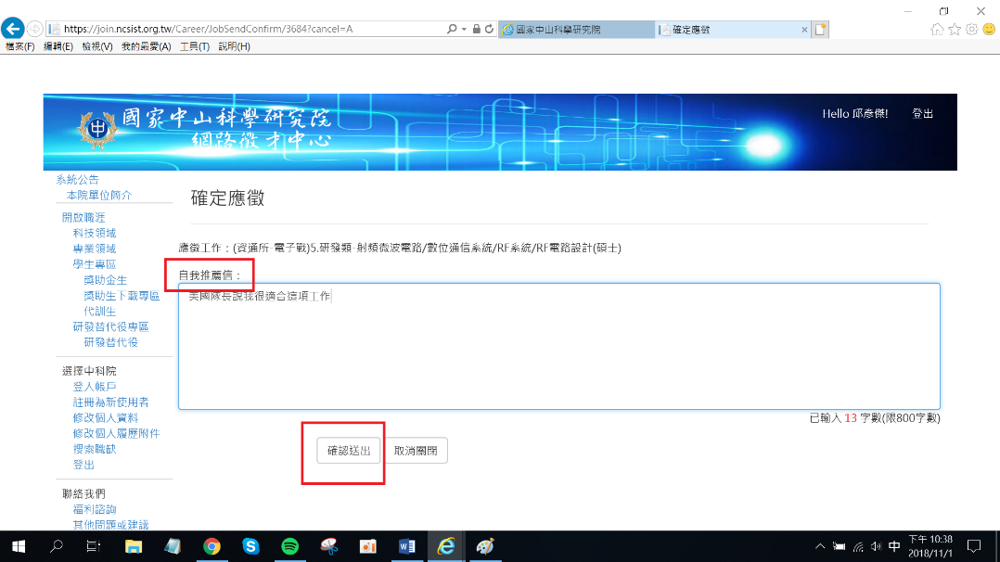 https://join.ncsist.org.tw/Career/JobSendConfirm/3684?cancel=A
國家中山科學研究院
確定應徵
檔案(F) 編輯(E) 檢視(V) 我的最愛(A) 工具(T) 說明(H)
國家中山科學研究院
網路徵才中心
Hello 邱彥傑!
登出
系統公告
本院單位簡介
開啟職涯
科技領域
專業領域
學生專區
獎助金生
獎助生下載專區
代訓生
研發替代役專區
研發替代役
選擇中科院
登入帳戶
註冊為新使用者
修改個人資料
修改個人履歷附件
搜索職缺
登出
聯絡我們
福利諮詢
其他問題或建議
確定應徵
應徵工作：(資通所-電子戰)5.研發類-射頻微波電路/數位通信系統/RF系統/RF電路設計(碩士)
自我推薦信：
美國隊長說我很適合這項工作
已輸入 13 字數(限800字數)
確認送出
取消關閉
中
下午 10:38
2018/11/1